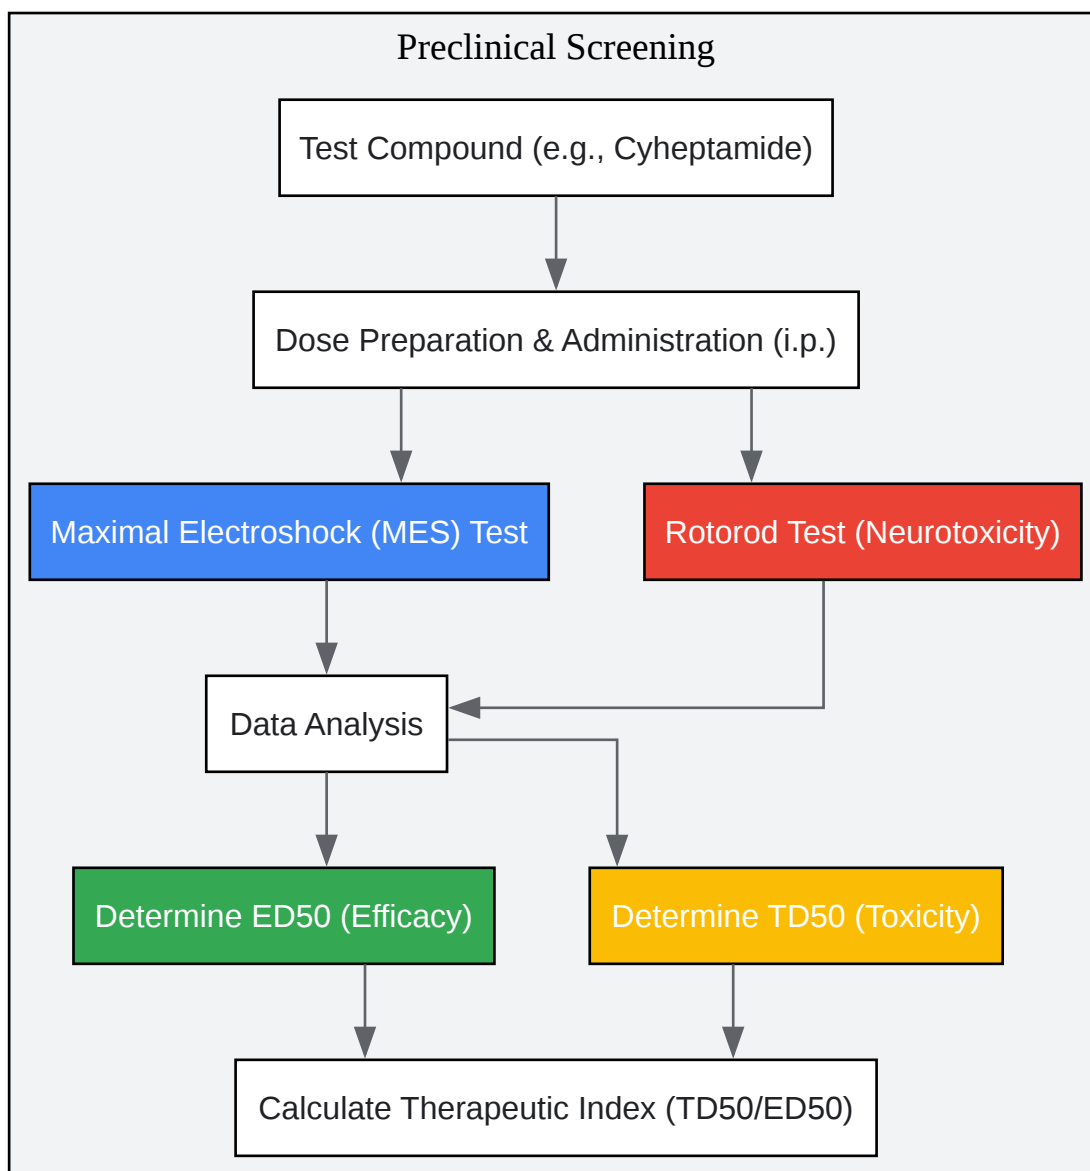 Preclinical Screening
Test Compound (e.g., Cyheptamide)
Dose Preparation & Administration (i.p.)
Maximal Electroshock (MES) Test
Rotorod Test (Neurotoxicity)
Data Analysis
Determine ED50 (Efficacy)
Determine TD50 (Toxicity)
Calculate Therapeutic Index (TD50/ED50)